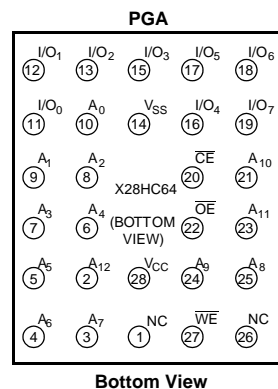 PGA
I/O1 I/O2 I/O3 I/O5 I/O6
12 13 15 17 18
I/O0 A0 VSS I/O4 I/O7
11 10 14 16 19
A1 A2 CE A10
9 8 20 21
X28HC64
A3 A4 OE A11
7 6 22 23
(BOTTOM
VIEW)
A5 A12 VCC A9 A8
5 2 28 24 25
A6 A7 NC WE NC
4 3 1 27 26
Bottom View